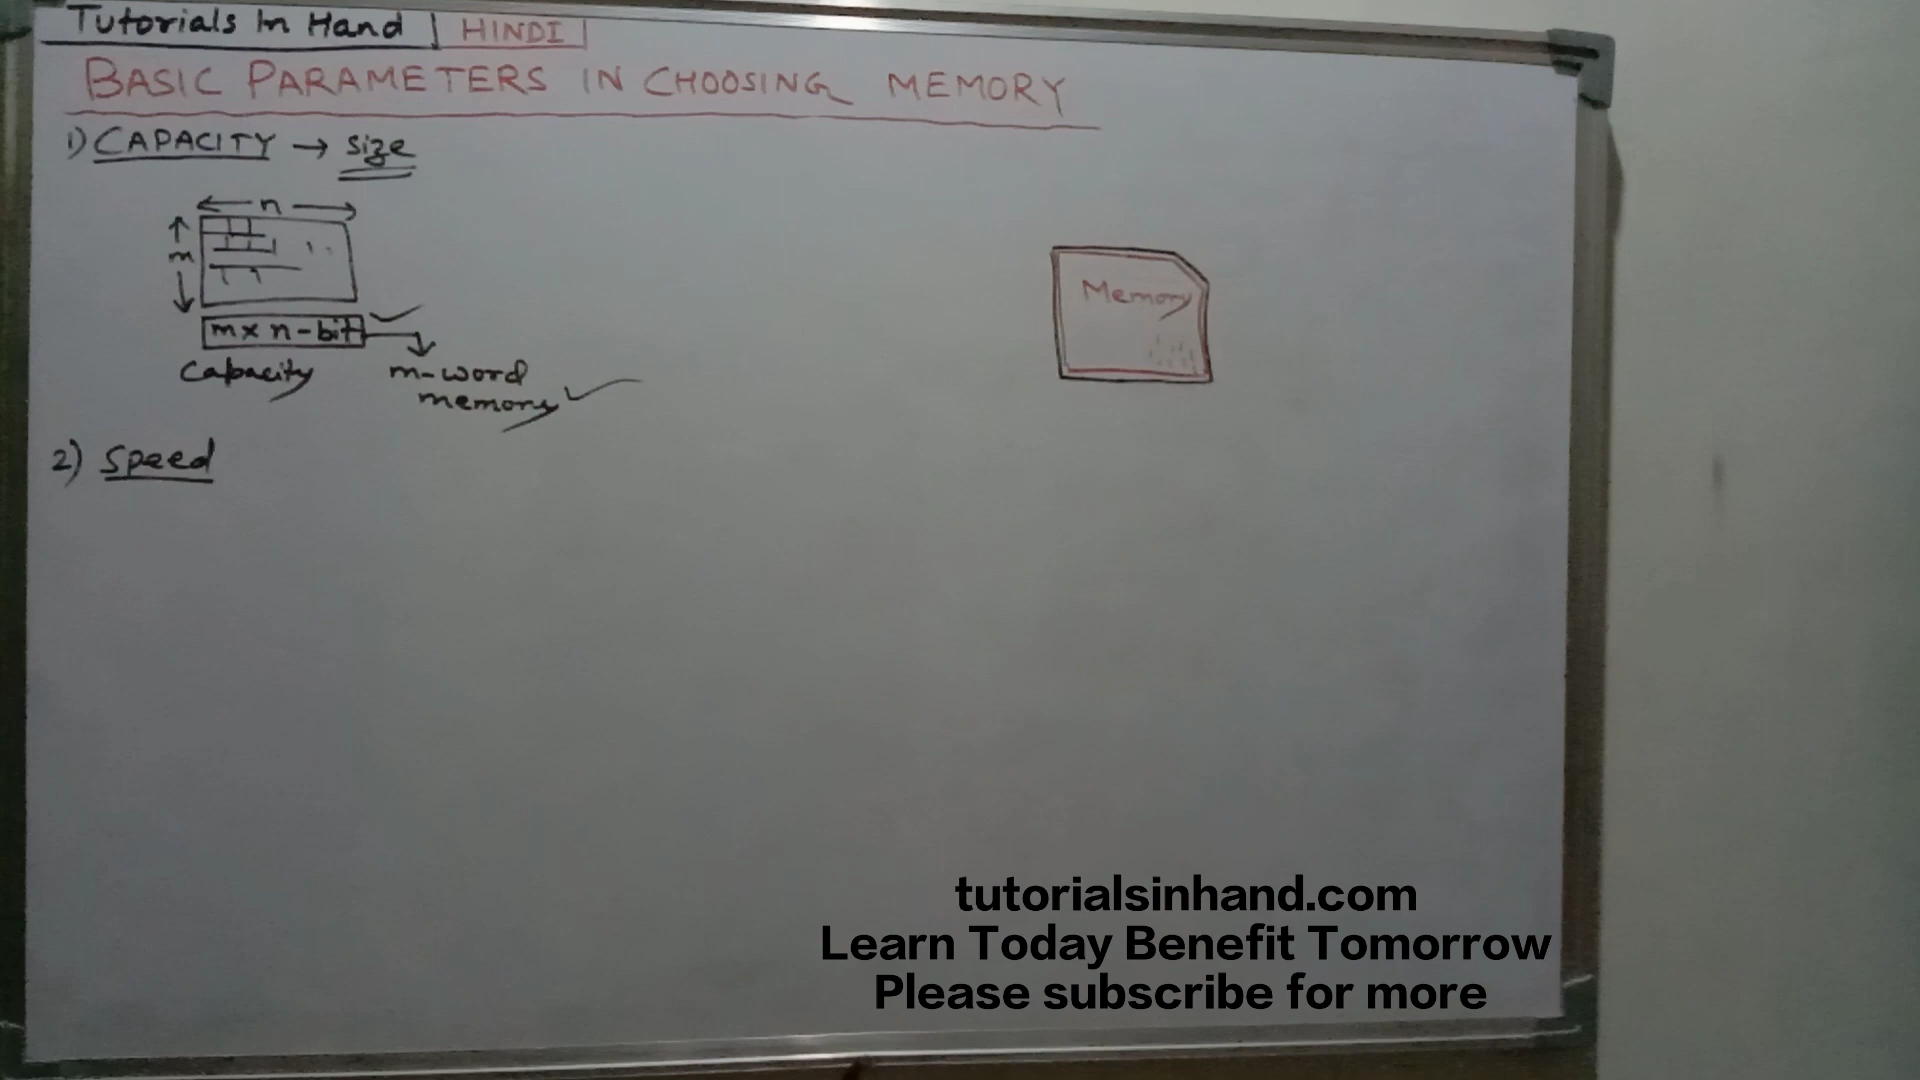 Tutorials In Hand | HINDI |
BASIC PARAMETERS IN CHOOSING MEMORY
1) CAPACITY → size
n
m
m x n-bit
Capacity
m-word
memory
Memory
2) Speed
tutorialsinhand.com
Learn Today Benefit Tomorrow
Please subscribe for more